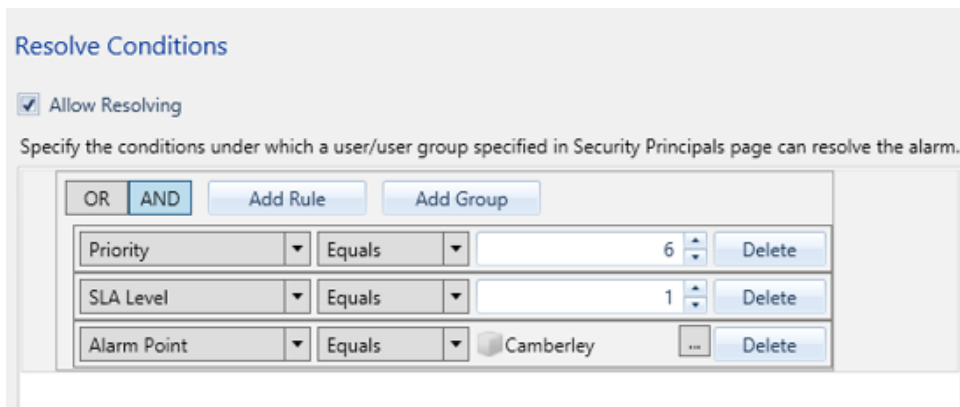 Resolve Conditions
Allow Resolving
Specify the conditions under which a user/user group specified in Security Principals page can resolve the alarm.
OR AND Add Rule Add Group
Priority Equals 6 Delete
SLA Level Equals 1 Delete
Alarm Point Equals Camberley ... Delete